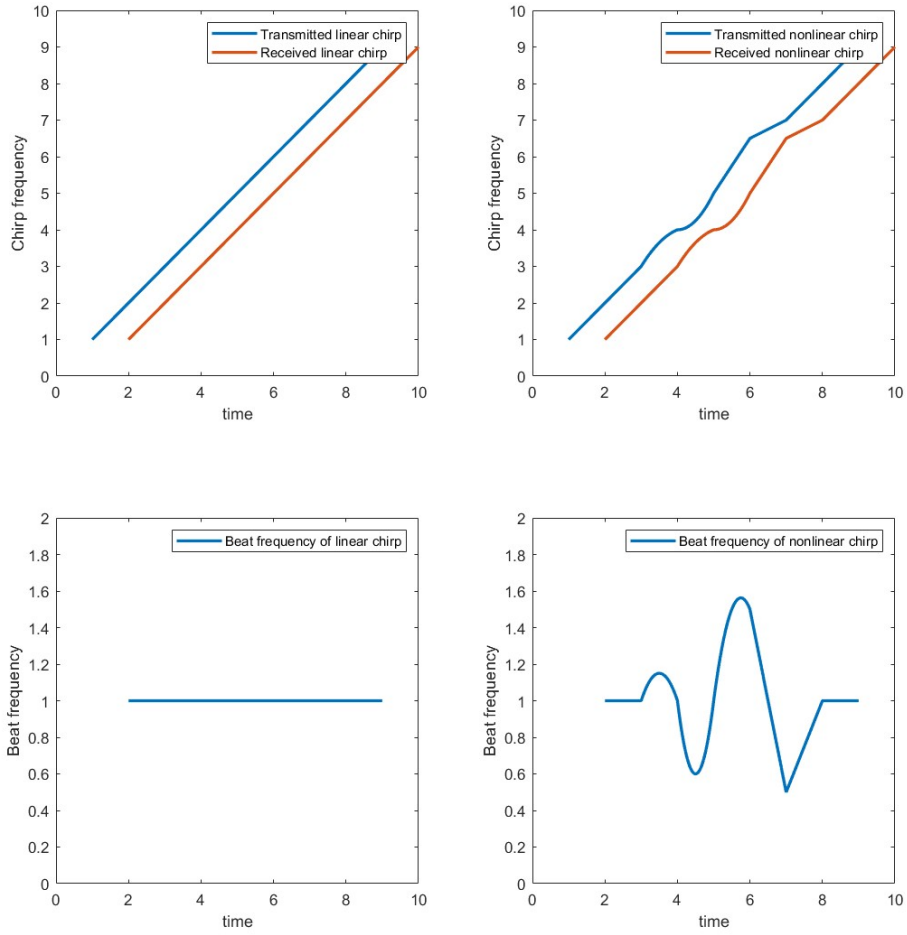 Transmitted linear chirp
Received linear chirp
10
9
8
7
6
5
4
3
2
1
0
Chirp frequency
0 2 4 6 8 10
time
Transmitted nonlinear chirp
Received nonlinear chirp
10
9
8
7
6
5
4
3
2
1
0
Chirp frequency
0 2 4 6 8 10
time
Beat frequency of linear chirp
2
1.8
1.6
1.4
1.2
1
0.8
0.6
0.4
0.2
0
Beat frequency
0 2 4 6 8 10
time
Beat frequency of nonlinear chirp
2
1.8
1.6
1.4
1.2
1
0.8
0.6
0.4
0.2
0
Beat frequency
0 2 4 6 8 10
time